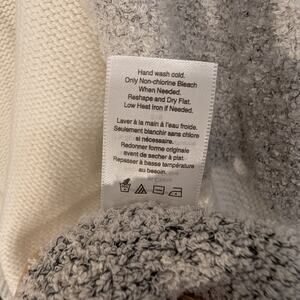 Hand wash cold.
Only Non-chlorine Bleach
When Needed.
Reshape and Dry Flat.
Low Heat Iron if Needed.
Laver à la main à l'eau froide.
Seulement blanchir sans chlore
si nécessaire.
Redonner forme originale
avant de sécher à plat.
Repasser à basse température
au besoin.